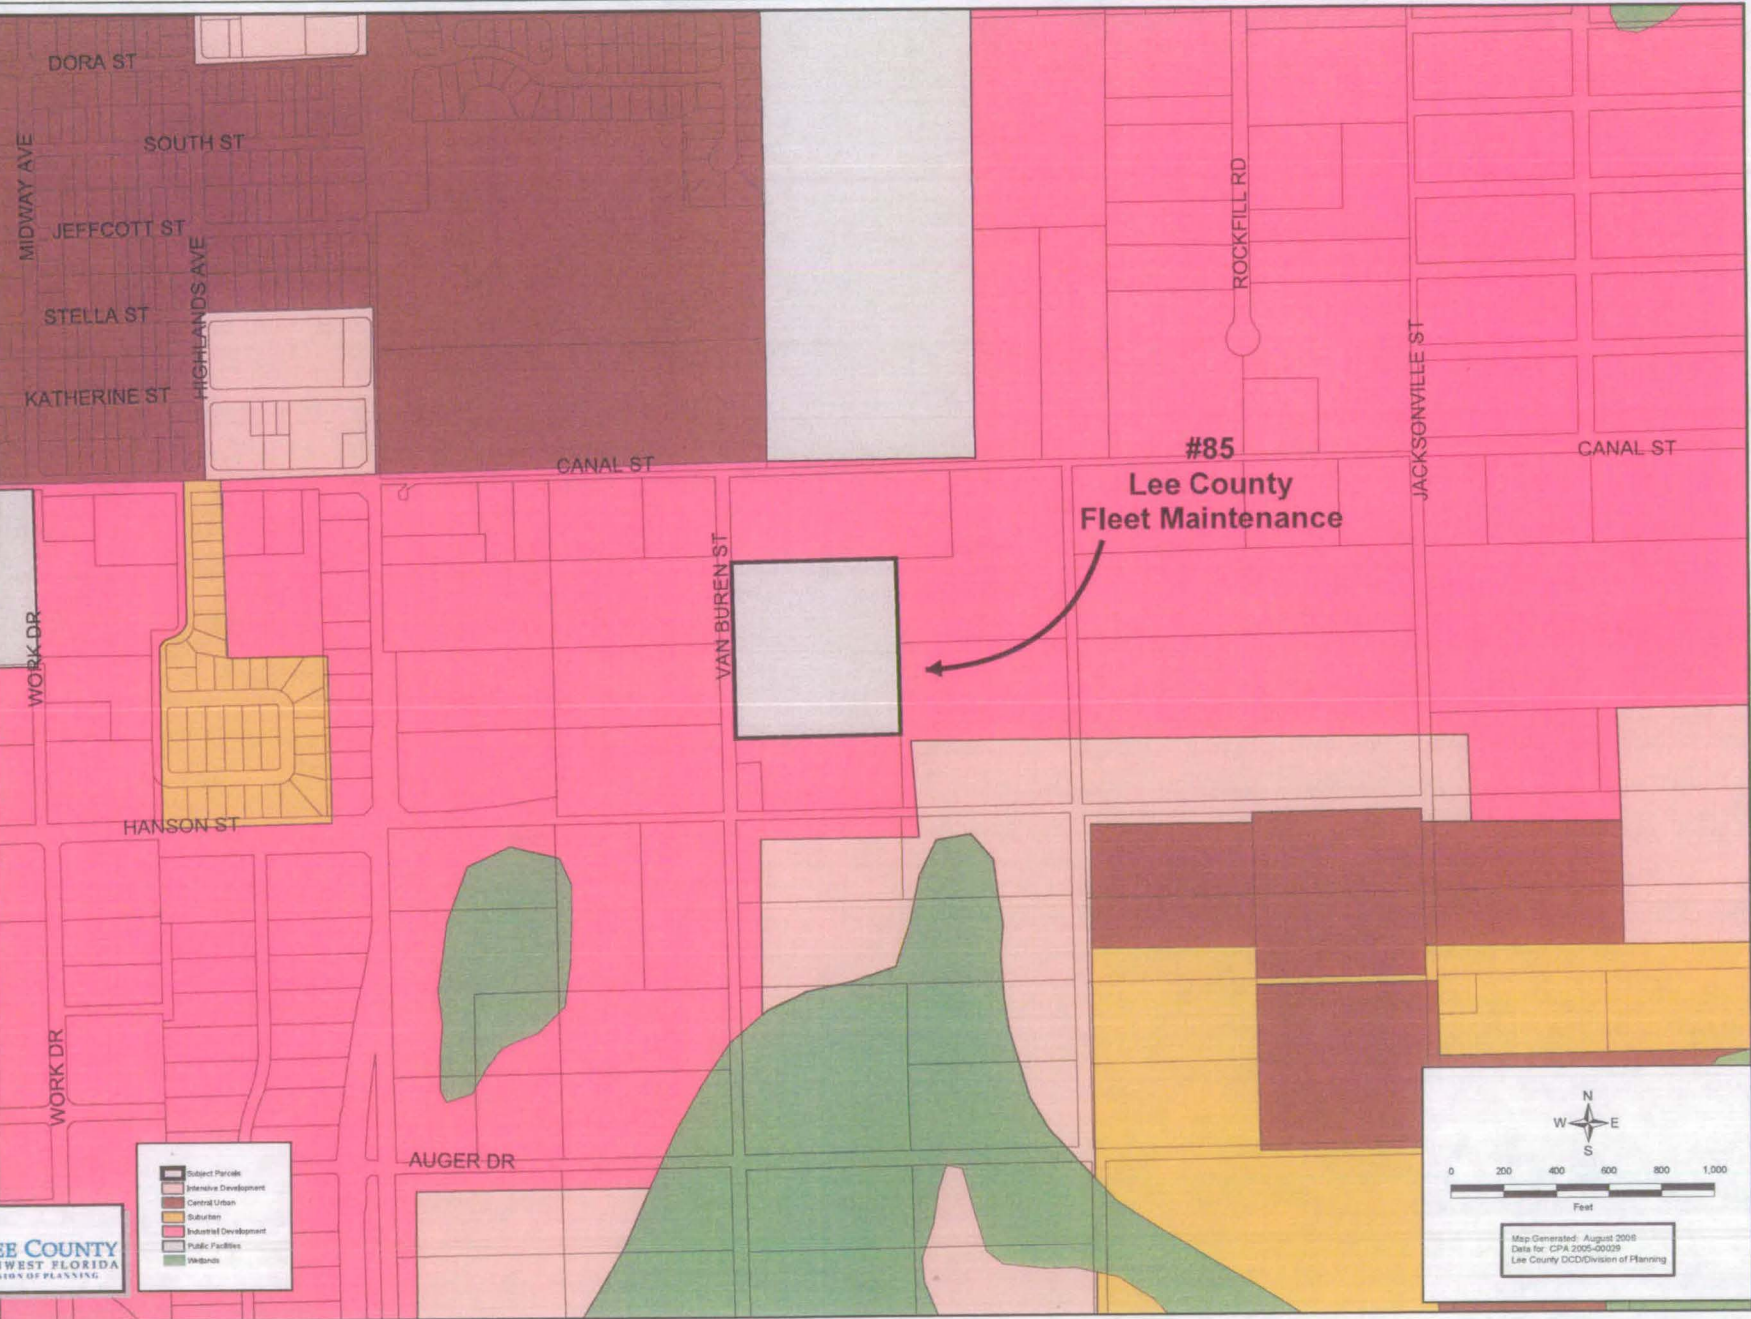 DORA ST
SOUTH ST
MIDWAY AVE
JEFFCOTT ST
HIGHLANDS AVE
STELLA ST
KATHERINE ST
CANAL ST
ROCKFILL RD
JACKSONVILLE ST
CANAL ST
#85
Lee County
Fleet Maintenance
VAN BUREN ST
WORK DR
HANSON ST
WORK DR
AUGER DR
Subject Parcels
Intensive Development
Central Urban
Suburban
Industrial Development
Public Facilities
Wetlands
EE COUNTY
WEST FLORIDA
SION OF PLANNING
N
W E
S
0 200 400 600 800 1,000
Feet
Map Generated: August 2006
Data for: CPA 2005-00029
Lee County DCD/Division of Planning